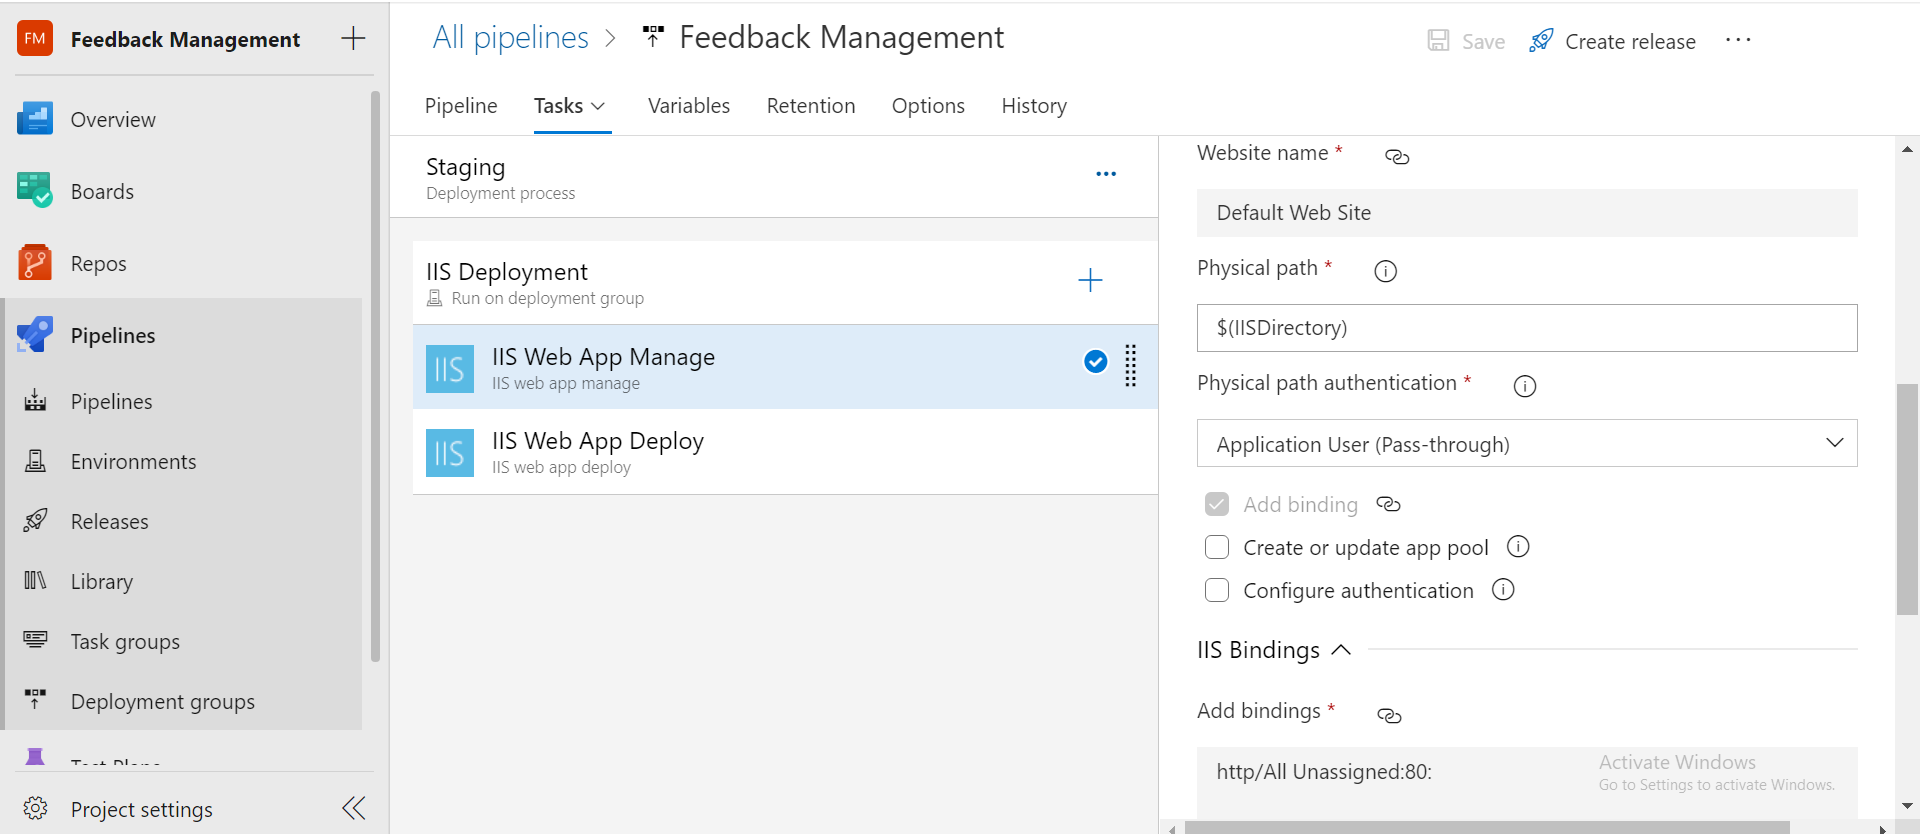 FM
Feedback Management
Overview
Boards
Repos
Pipelines
Pipelines
Environments
Releases
Library
Task groups
Deployment groups
Test Plans
Project settings
All pipelines > Feedback Management
Save
Create release
Pipeline Tasks Variables Retention Options History
Staging
Deployment process
IIS Deployment
Run on deployment group
IIS
IIS Web App Manage
IIS web app manage
IIS
IIS Web App Deploy
IIS web app deploy
Website name *
Default Web Site
Physical path *
$(IISDirectory)
Physical path authentication *
Application User (Pass-through)
Add binding
Create or update app pool
Configure authentication
IIS Bindings
Add bindings *
http/All Unassigned:80:
Activate Windows
Go to Settings to activate Windows.